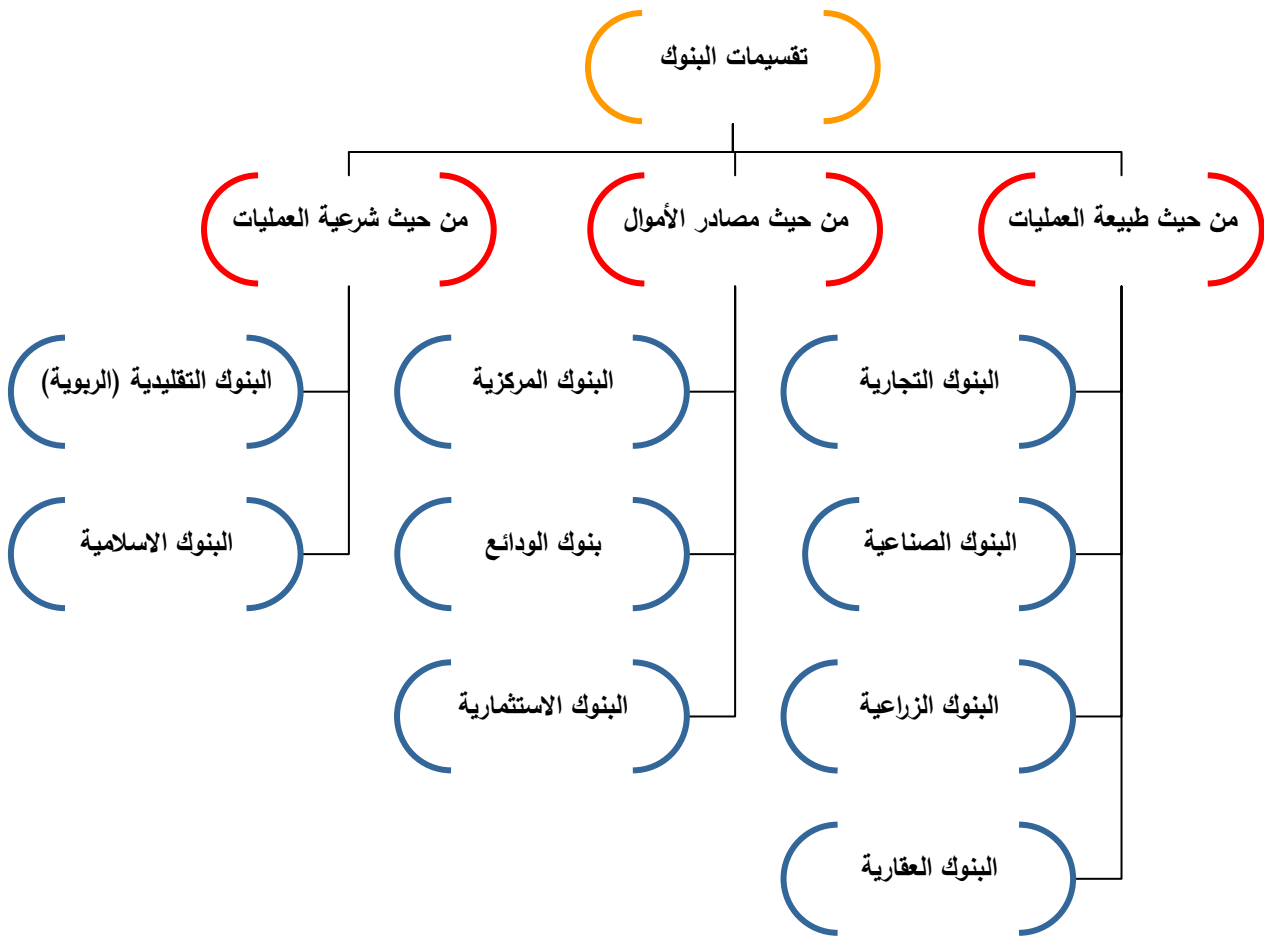 تقسيمات البنوك
من حيث طبيعة العمليات
من حيث مصادر الأموال
من حيث شرعية العمليات
البنوك التجارية
البنوك المركزية
البنوك التقليدية (الربوية)
البنوك الصناعية
بنوك الودائع
البنوك الاسلامية
البنوك الزراعية
البنوك الاستثمارية
البنوك العقارية